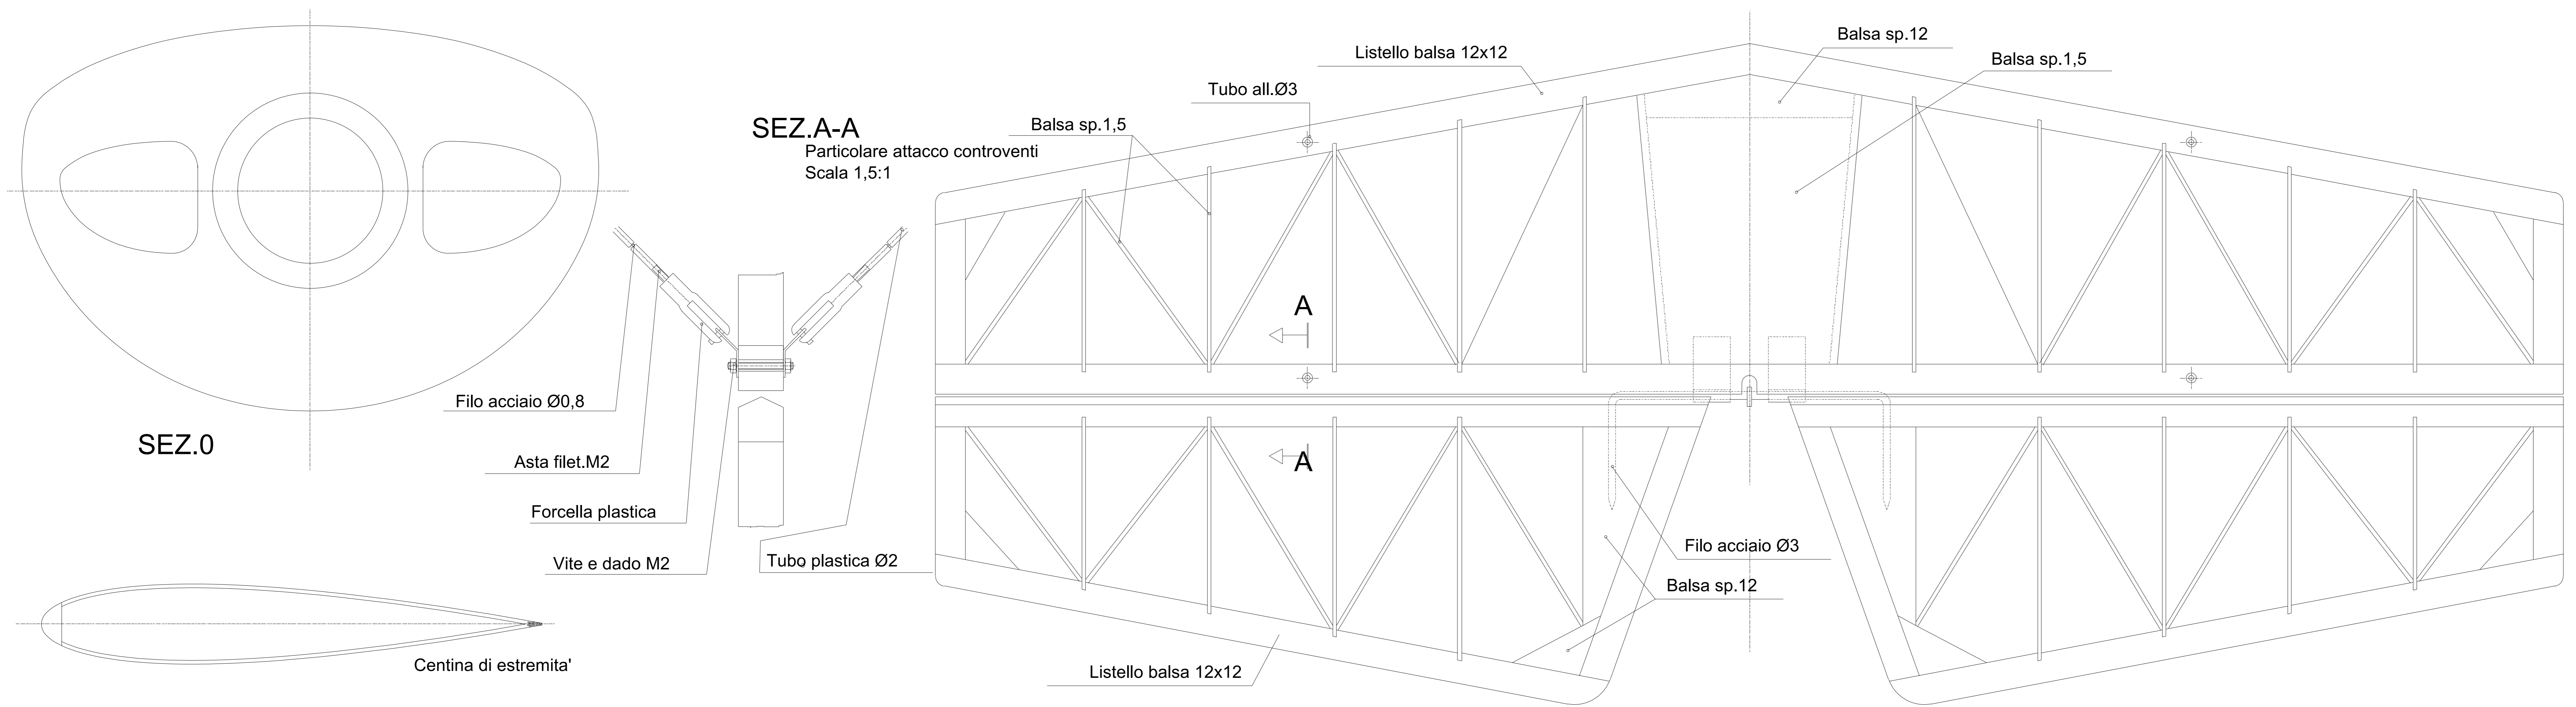 SEZ.0
SEZ.A-A
Particolare attacco controventi
Scala 1,5:1
Filo acciaio Ø0,8
Asta filet.M2
Forcella plastica
Vite e dado M2
Tubo plastica Ø2
Centina di estremita'
Listello balsa 12x12
Tubo all.Ø3
Balsa sp.1,5
Balsa sp.12
Balsa sp.1,5
A
A
Filo acciaio Ø3
Balsa sp.12
Listello balsa 12x12